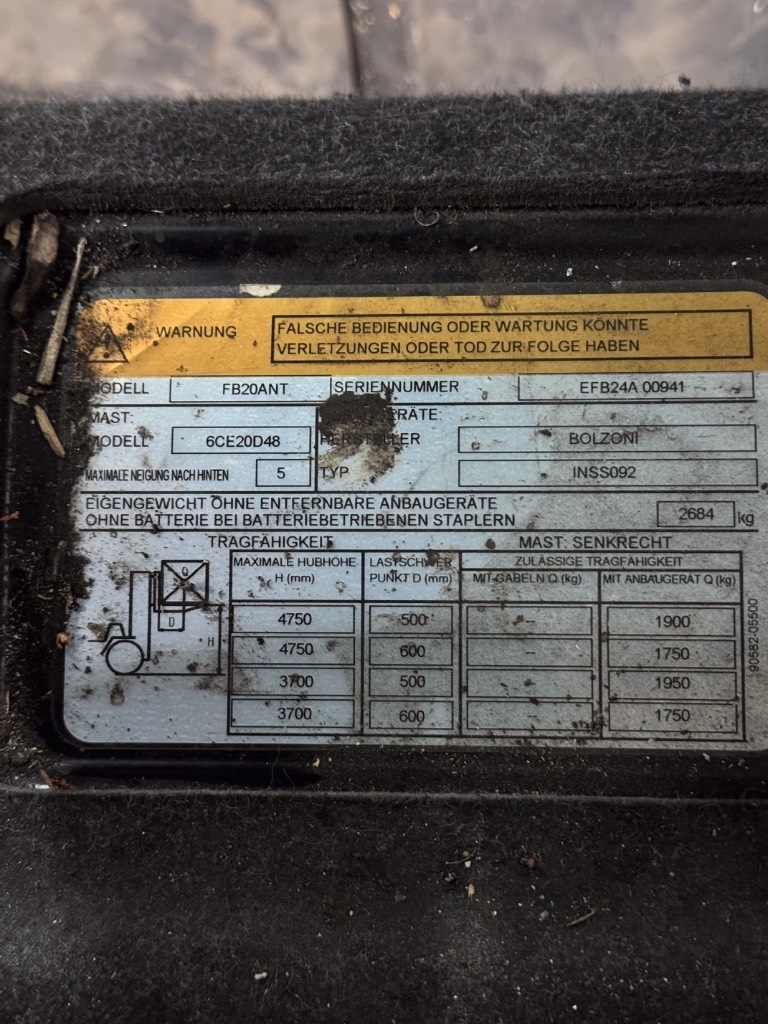 WARNUNG
FALSCHE BEDIENUNG ODER WARTUNG KÖNNTE
VERLETZUNGEN ODER TOD ZUR FOLGE HABEN
MODELL FB20ANT SERIENNUMMER EFB24A 00941
MAST:
MODELL 6CE20D48 HERSTELLER BOLZONI
MAXIMALE NEIGUNG NACH HINTEN 5 TYP INSS092
EIGENGEWICHT OHNE ENTFERNBARE ANBAUGERÄTE
OHNE BATTERIE BEI BATTERIEBETRIEBENEN STAPLERN 2684 kg
TRAGFÄHIGKEIT MAST: SENKRECHT
MAXIMALE HUBHÖHE LASTSCHWER ZULÄSSIGE TRAGFÄHIGKEIT
H (mm) PUNKT D (mm) MIT GABELN Q (kg) MIT ANBAUGERÄT Q (kg)
4750 500 -- 1900
4750 600 -- 1750
3700 500 -- 1950
3700 600 -- 1750
Q
D
H
90582-05500